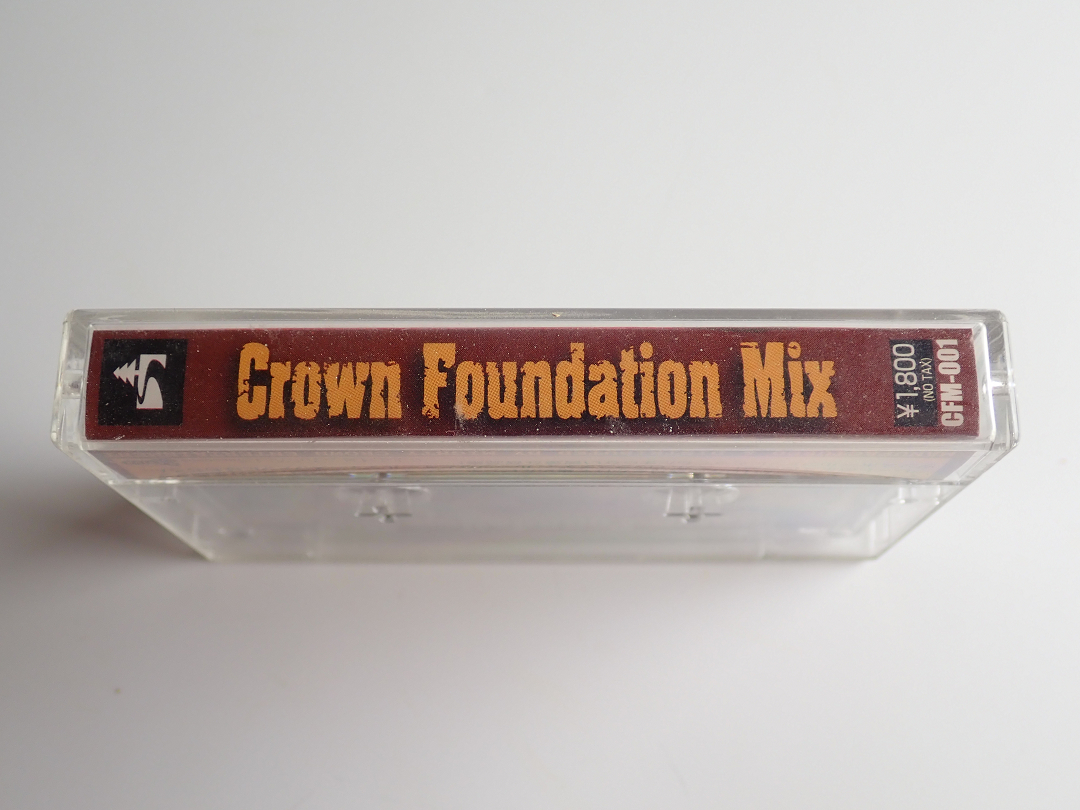 Crown Foundation Mix
¥1,800
(NO TAX)
CFM-001